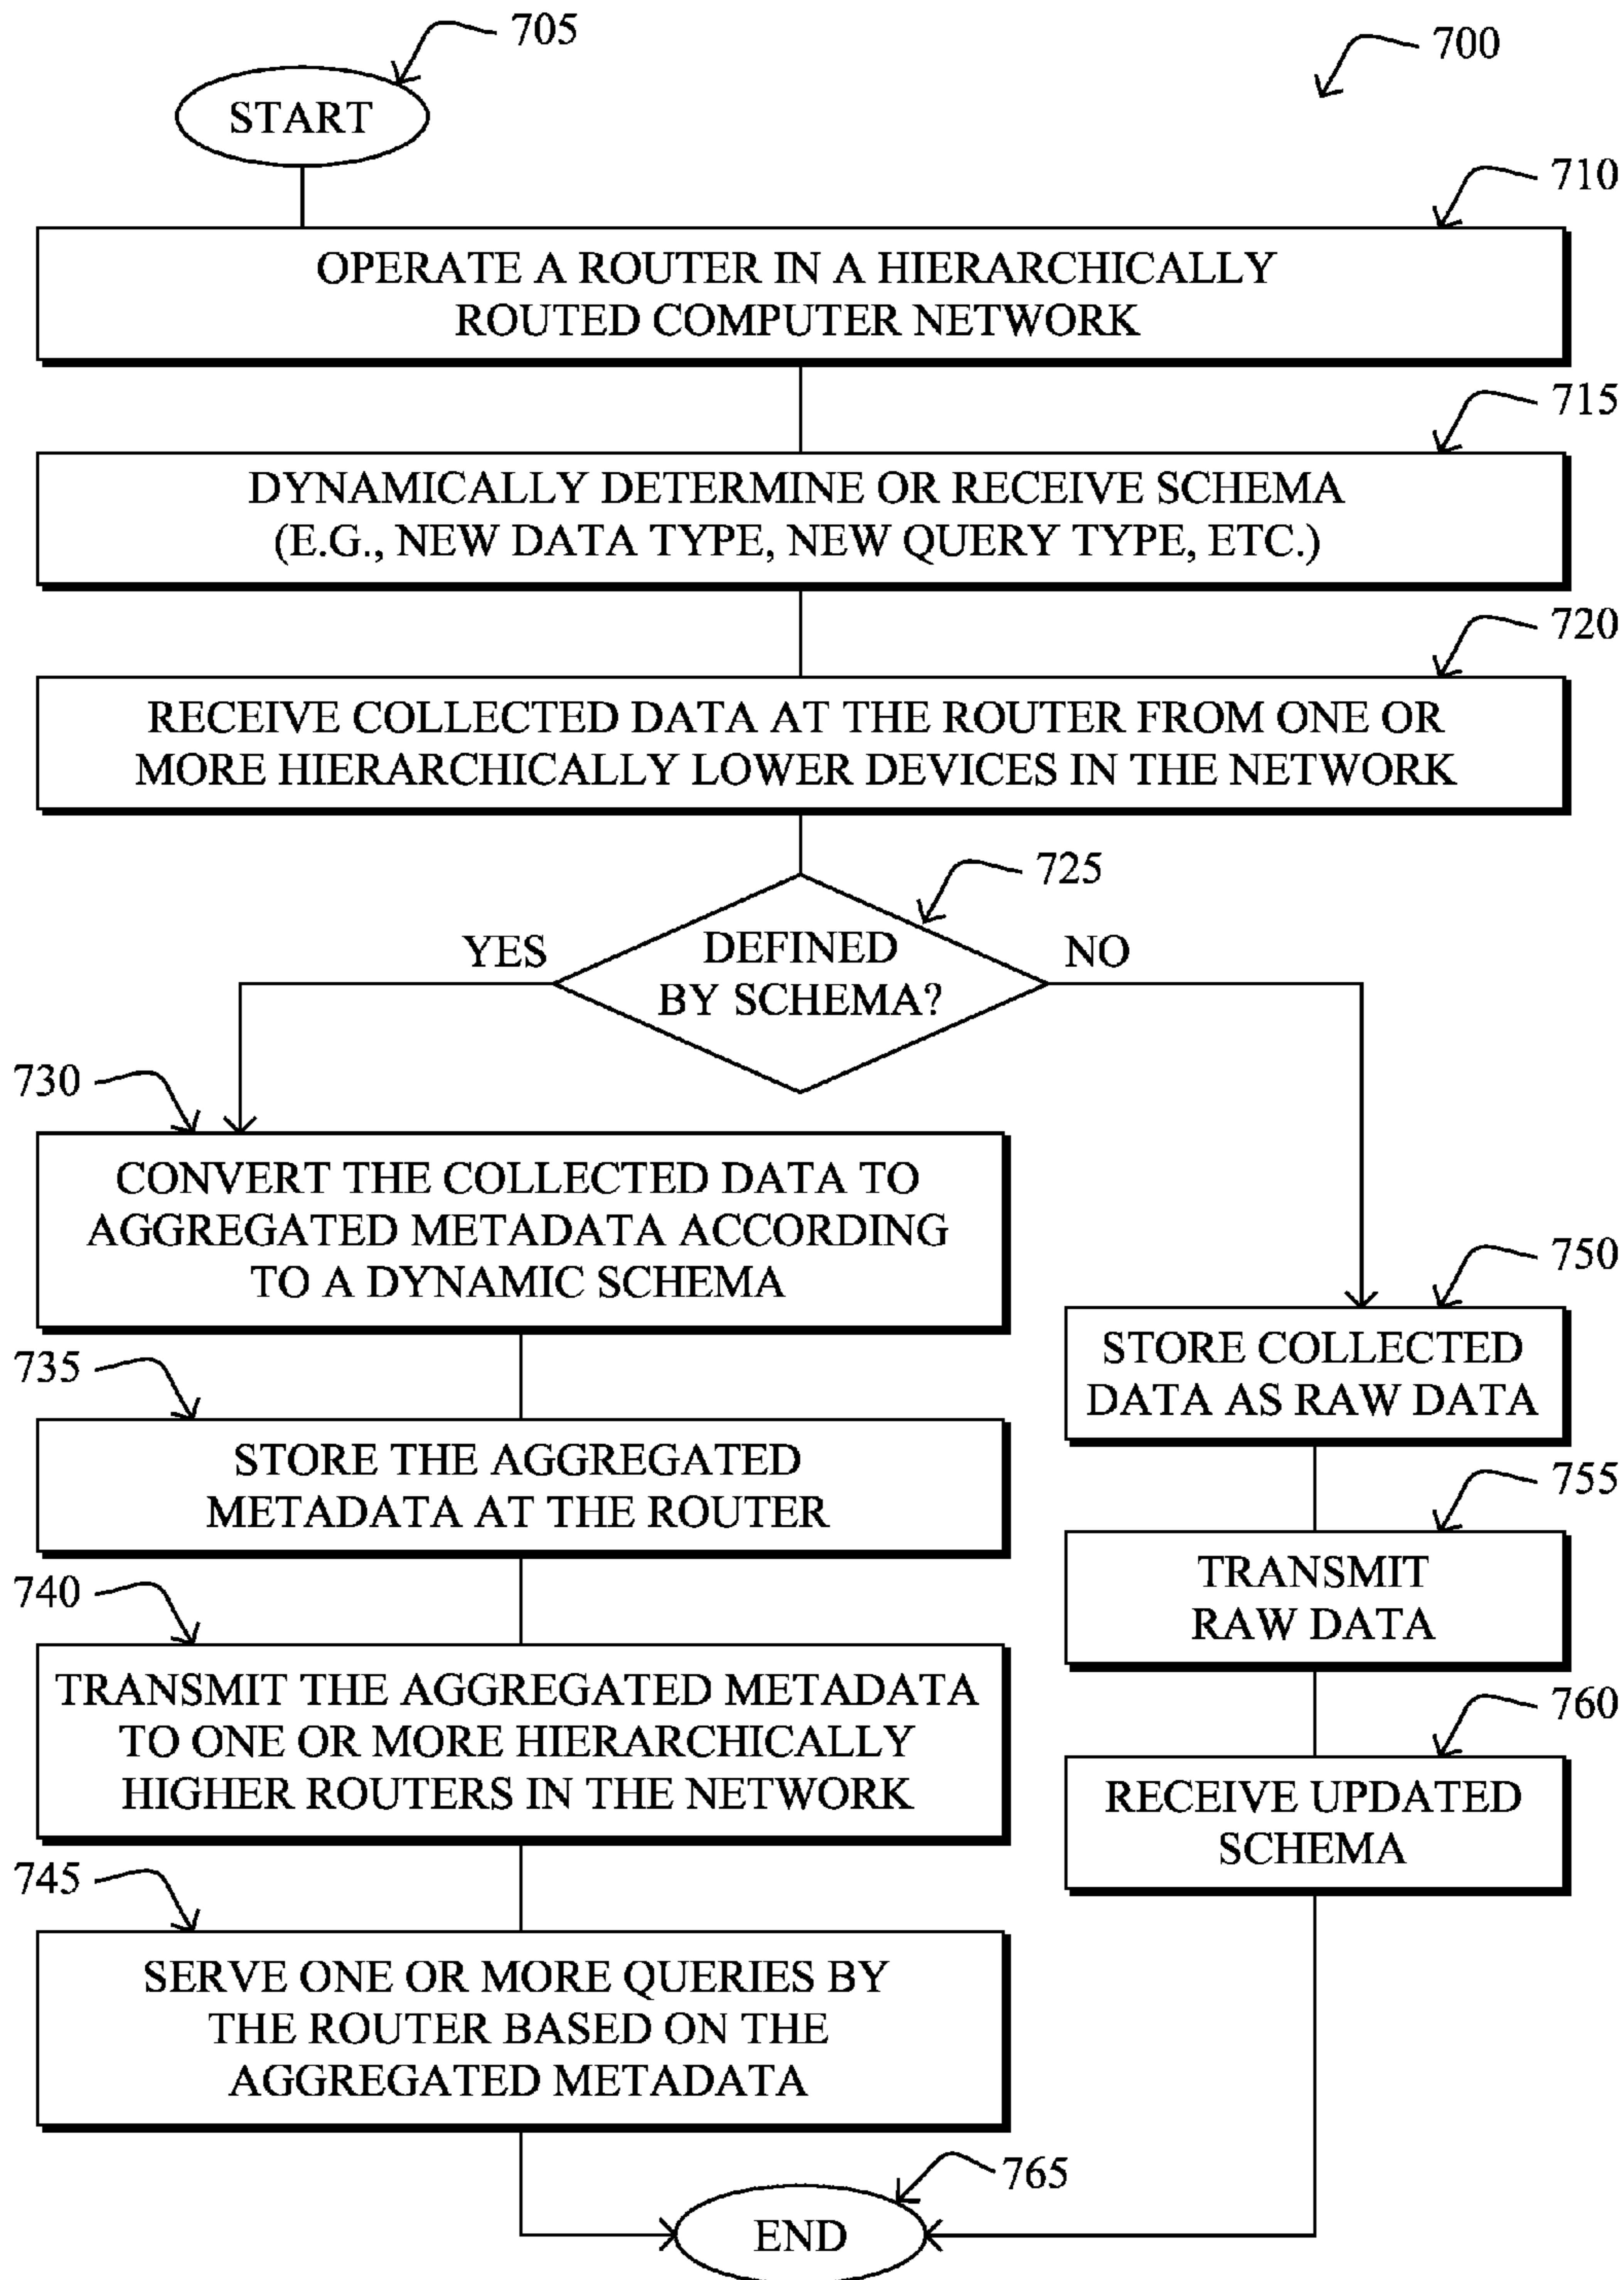 705
START
700
710
OPERATE A ROUTER IN A HIERARCHICALLY
ROUTED COMPUTER NETWORK
715
DYNAMICALLY DETERMINE OR RECEIVE SCHEMA
(E.G., NEW DATA TYPE, NEW QUERY TYPE, ETC.)
720
RECEIVE COLLECTED DATA AT THE ROUTER FROM ONE OR
MORE HIERARCHICALLY LOWER DEVICES IN THE NETWORK
725
DEFINED
BY SCHEMA?
YES
NO
730
CONVERT THE COLLECTED DATA TO
AGGREGATED METADATA ACCORDING
TO A DYNAMIC SCHEMA
735
STORE THE AGGREGATED
METADATA AT THE ROUTER
740
TRANSMIT THE AGGREGATED METADATA
TO ONE OR MORE HIERARCHICALLY
HIGHER ROUTERS IN THE NETWORK
745
SERVE ONE OR MORE QUERIES BY
THE ROUTER BASED ON THE
AGGREGATED METADATA
750
STORE COLLECTED
DATA AS RAW DATA
755
TRANSMIT
RAW DATA
760
RECEIVE UPDATED
SCHEMA
765
END